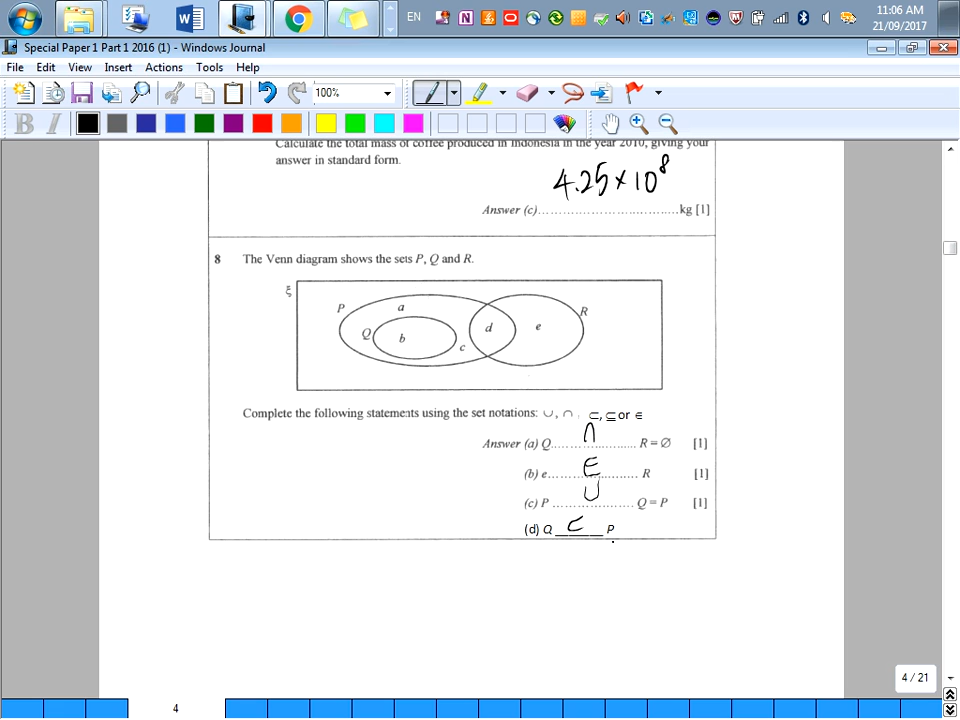 11:06 AM
EN
21/09/2017
Special Paper 1 Part 1 2016 (1) - Windows Journal
File Edit View Insert Actions Tools Help
100%
B I
Calculate the total mass of coffee produced in Indonesia in the year 2010, giving your
answer in standard form.
4.25 × 10⁸
Answer (c)..............................kg [1]
8 The Venn diagram shows the sets P, Q and R.
ξ
P a R
Q b c d e
Complete the following statements using the set notations: ∪, ∩, ⊂, ⊆ or ∈
Answer (a) Q..........∩.......... R = ∅ [1]
(b) e..........∈.......... R [1]
(c) P ..........∪.......... Q = P [1]
(d) Q ___⊂___ P
4 / 21
4